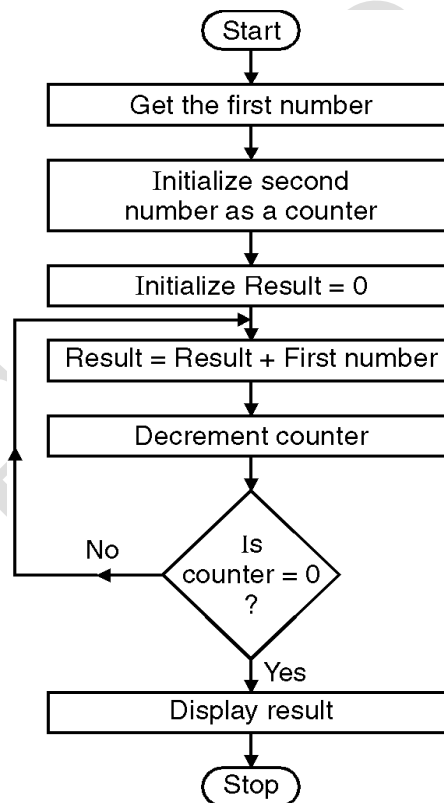 Start
Get the first number
Initialize second
number as a counter
Initialize Result = 0
Result = Result + First number
Decrement counter
Is
counter = 0
?
No
Yes
Display result
Stop